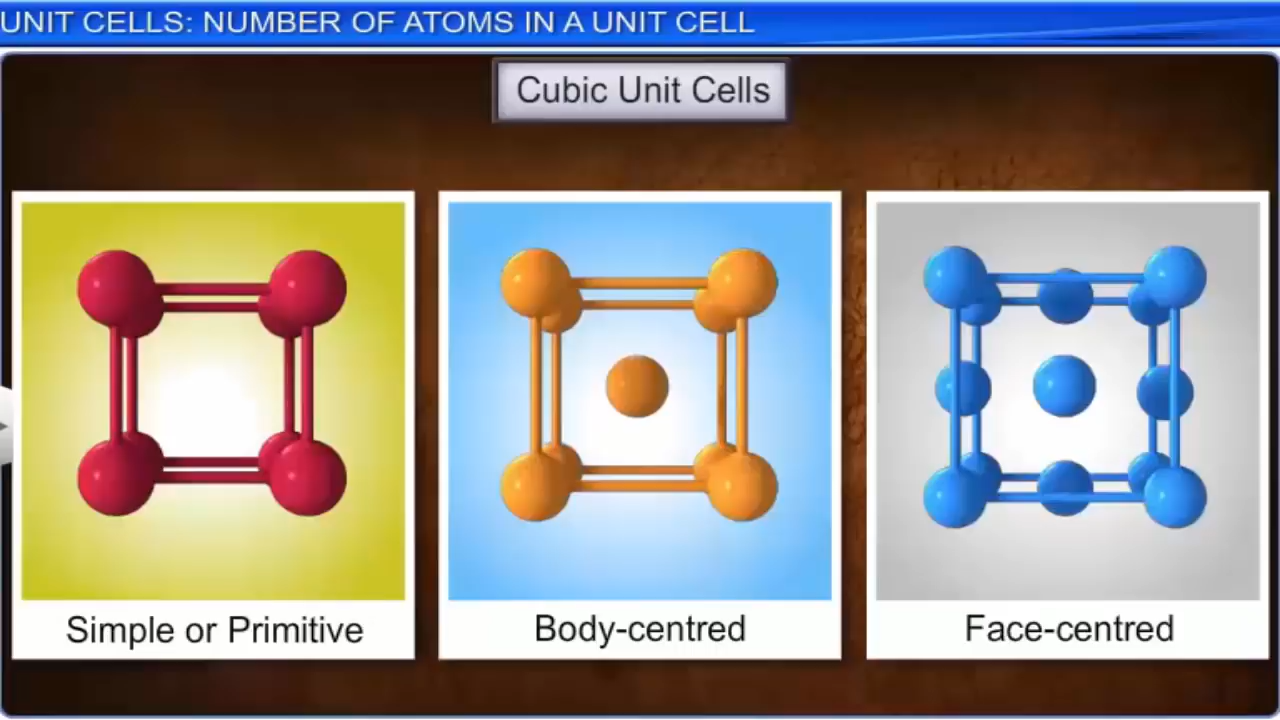 UNIT CELLS: NUMBER OF ATOMS IN A UNIT CELL
Cubic Unit Cells
Simple or Primitive
Body-centred
Face-centred